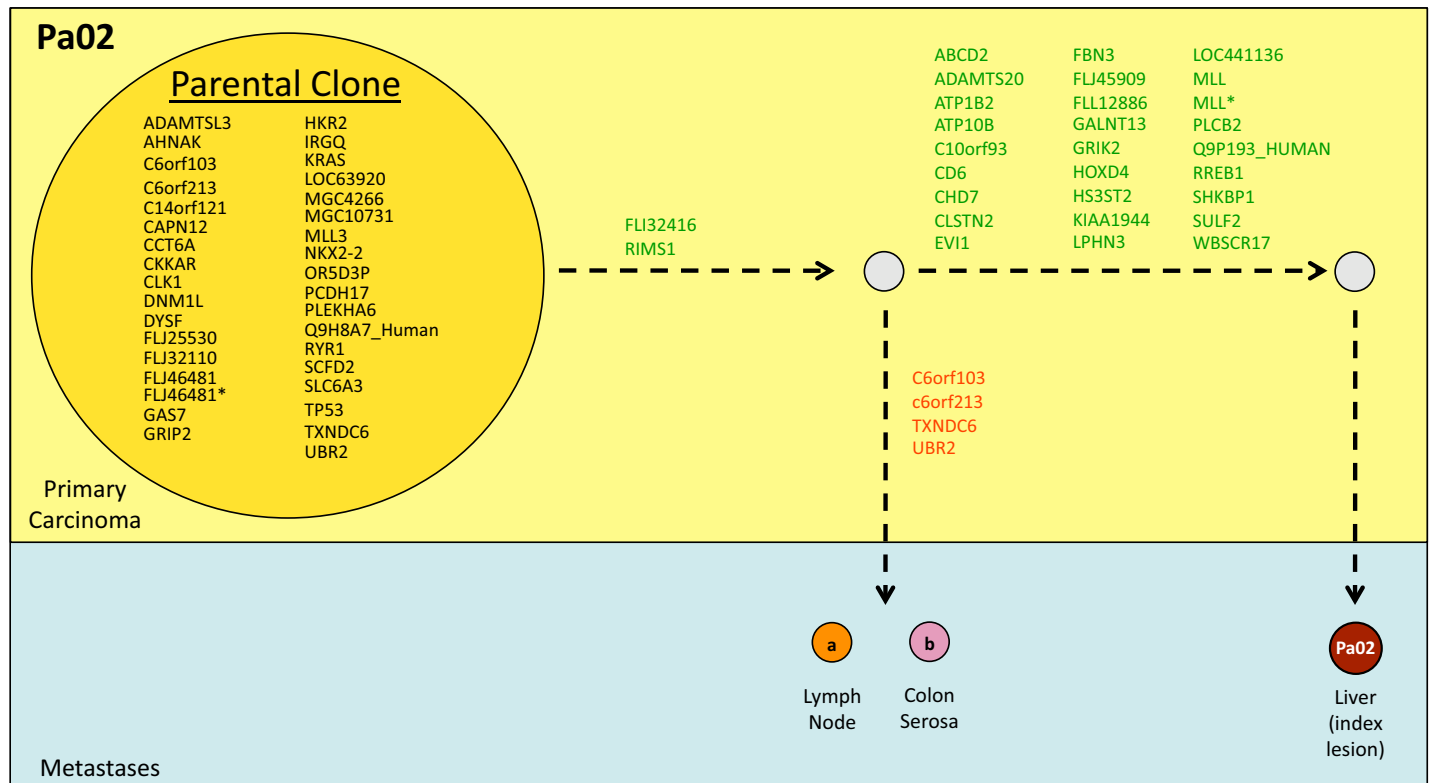 Pa02
Parental Clone
ADAMTSL3
AHNAK
C6orf103
C6orf213
C14orf121
CAPN12
CCT6A
CKKAR
CLK1
DNM1L
DYSF
FLJ25530
FLJ32110
FLJ46481
FLJ46481*
GAS7
GRIP2
HKR2
IRGQ
KRAS
LOC63920
MGC4266
MGC10731
MLL3
NKX2-2
OR5D3P
PCDH17
PLEKHA6
Q9H8A7_Human
RYR1
SCFD2
SLC6A3
TP53
TXNDC6
UBR2
Primary
Carcinoma
FLI32416
RIMS1
ABCD2
ADAMTS20
ATP1B2
ATP10B
C10orf93
CD6
CHD7
CLSTN2
EVI1
FBN3
FLJ45909
FLL12886
GALNT13
GRIK2
HOXD4
HS3ST2
KIAA1944
LPHN3
LOC441136
MLL
MLL*
PLCB2
Q9P193_HUMAN
RREB1
SHKBP1
SULF2
WBSCR17
C6orf103
c6orf213
TXNDC6
UBR2
a
Lymph
Node
b
Colon
Serosa
Pa02
Liver
(index
lesion)
Metastases